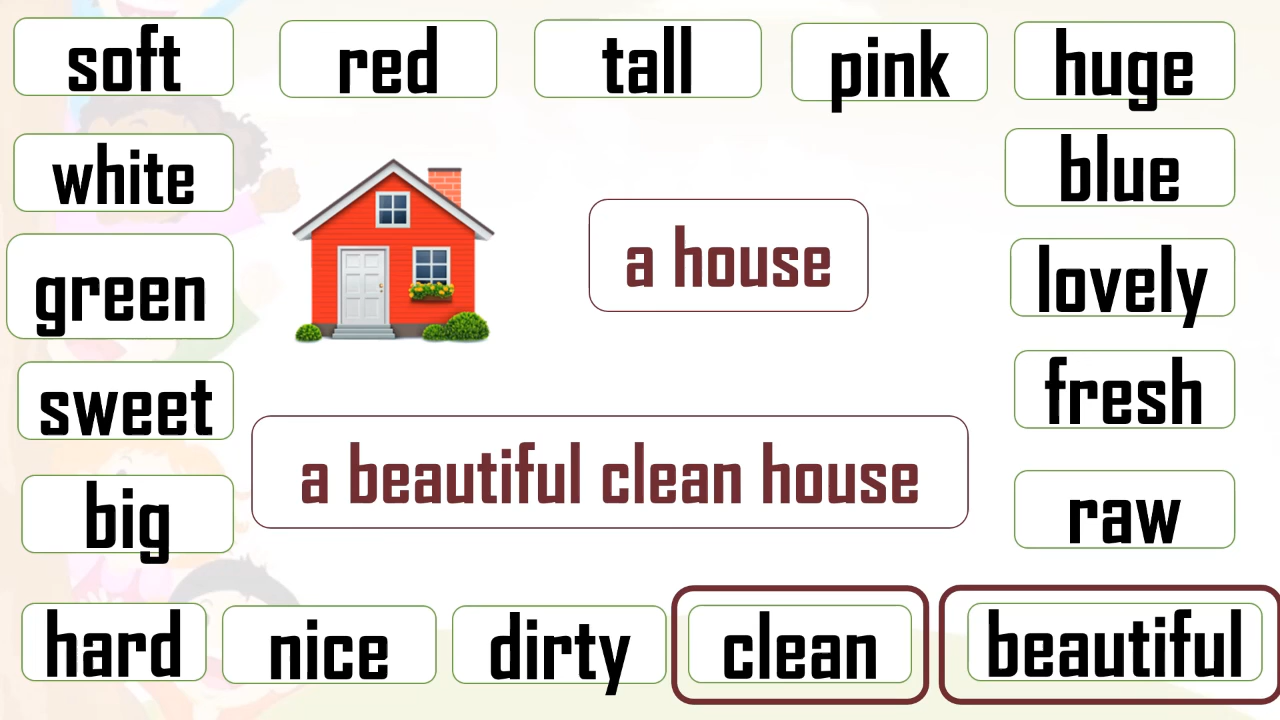 soft
red
tall
pink
huge
white
blue
a house
green
lovely
sweet
fresh
a beautiful clean house
big
raw
hard
nice
dirty
clean
beautiful